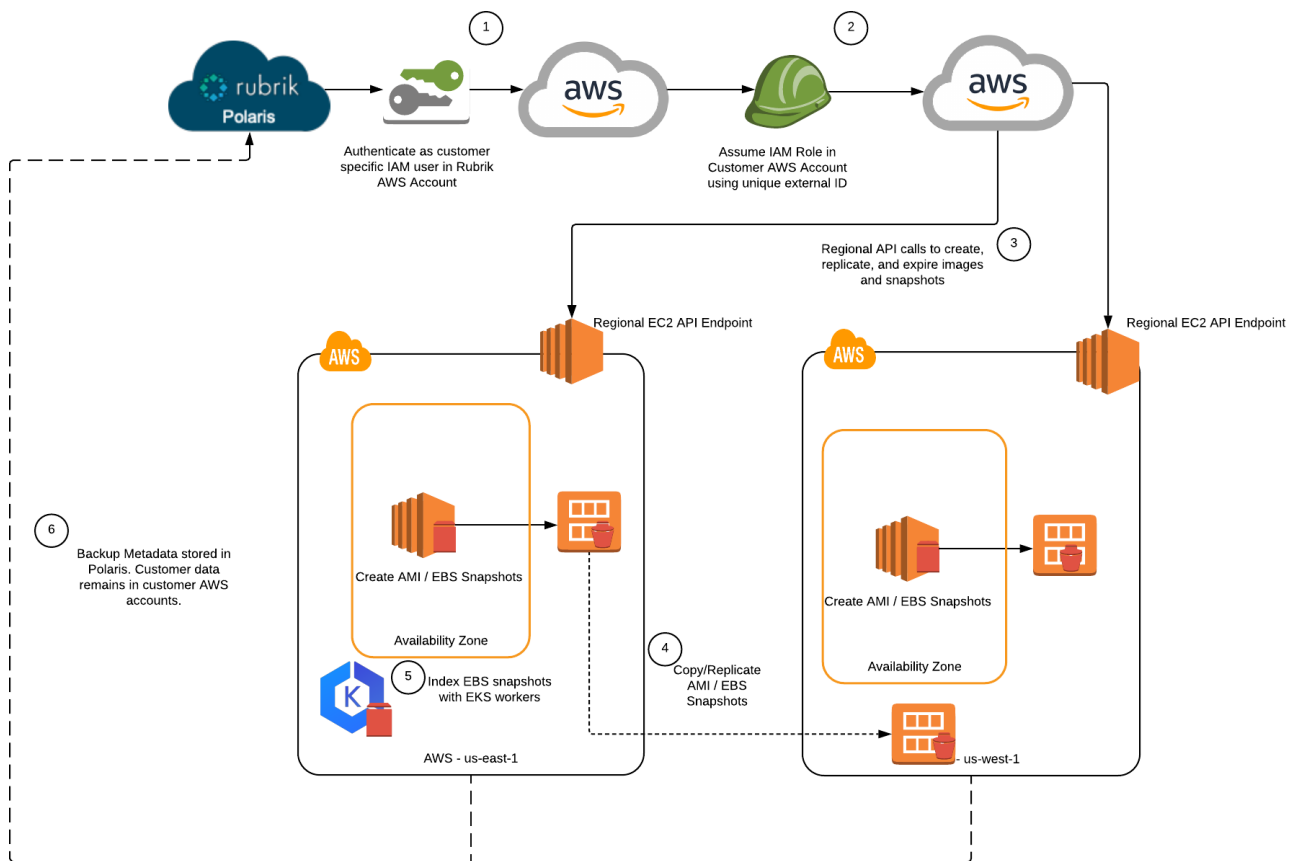 1
2
rubrik
Polaris
aws
aws
Authenticate as customer
specific IAM user in Rubrik
AWS Account
Assume IAM Role in
Customer AWS Account
using unique external ID
3
Regional API calls to create,
replicate, and expire images
and snapshots
Regional EC2 API Endpoint
Regional EC2 API Endpoint
AWS
AWS
6
Backup Metadata stored in
Polaris. Customer data
remains in customer AWS
accounts.
Create AMI / EBS Snapshots
Availability Zone
Create AMI / EBS Snapshots
Availability Zone
4
Copy/Replicate
AMI / EBS
Snapshots
5
Index EBS snapshots
with EKS workers
K
AWS - us-east-1
- us-west-1